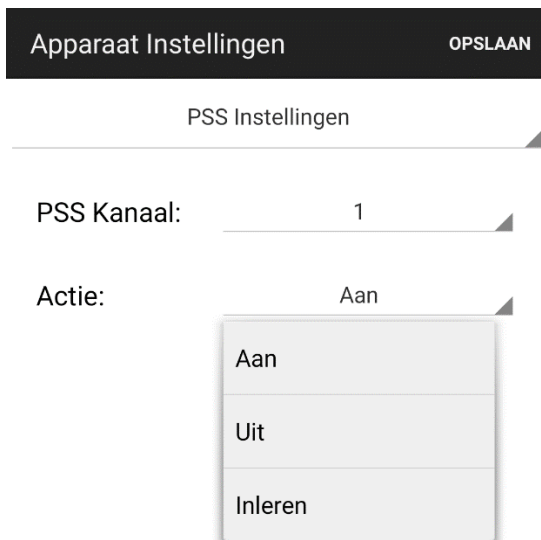 Apparaat Instellingen OPSLAAN
PSS Instellingen
PSS Kanaal: 1
Actie: Aan
Aan
Uit
Inleren